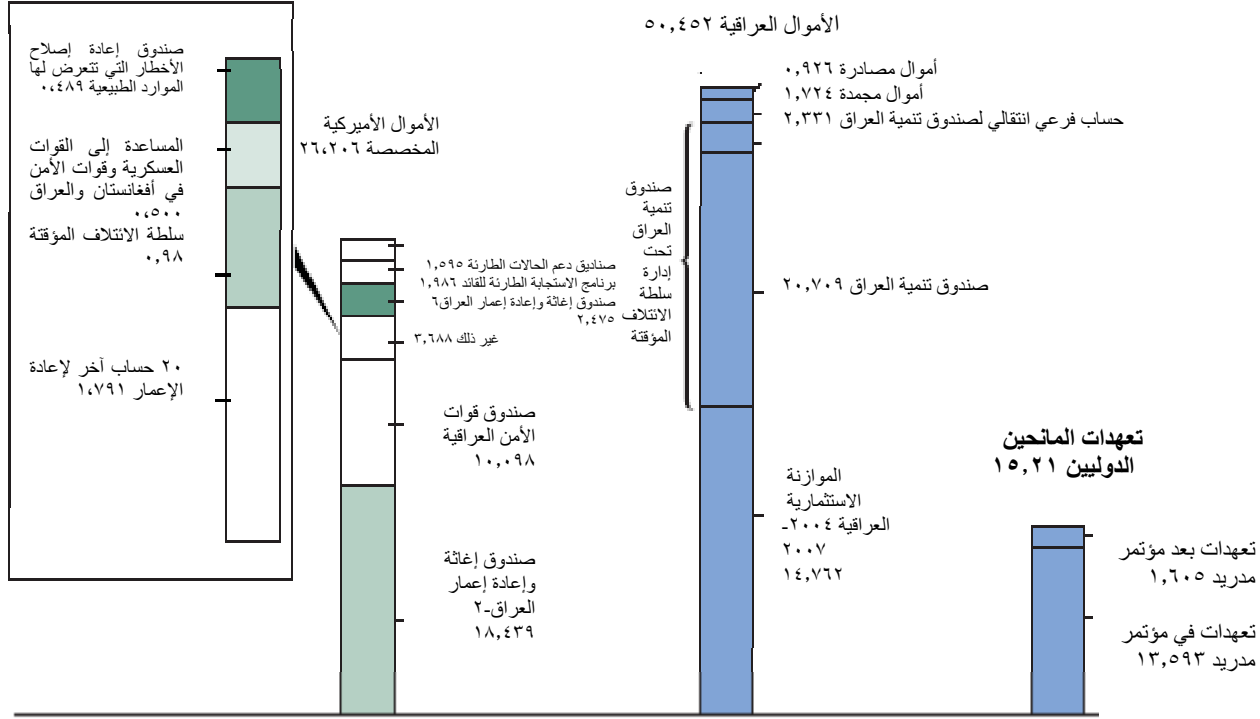 الأموال العراقية ٥٠,٤٥٢
أموال مصادرة ٠,٩٢٦
أموال مجمدة ١,٧٢٤
حساب فرعي انتقالي لصندوق تنمية العراق ٢,٣٣١
صندوق تنمية العراق ٢٠,٧٠٩
الموازنة
الاستثمارية
العراقية ٢٠٠٤-
٢٠٠٧
١٤,٧٦٢
صندوق
تنمية
العراق
تحت
إدارة
سلطة
الائتلاف
المؤقتة
تعهدات المانحين
الدوليين ١٥,٢١
تعهدات بعد مؤتمر
مدريد ١,٦٠٥
تعهدات في مؤتمر
مدريد ١٣,٥٩٣
الأموال الأميركية
المخصصة ٢٦،٢٠٦
صناديق دعم الحالات الطارئة ١,٥٩٥
برنامج الاستجابة الطارئة للقائد ١,٩٨٦
صندوق إغاثة وإعادة إعمار العراق٦
٢,٤٧٥
غير ذلك ٣,٦٨٨
صندوق قوات
الأمن العراقية
١٠,٠٩٨
صندوق إغاثة
وإعادة إعمار
العراق-٢
١٨,٤٣٩
صندوق إعادة إصلاح
الأخطار التي تتعرض لها
الموارد الطبيعية ٠،٤٨٩
المساعدة إلى القوات
العسكرية وقوات الأمن
في أفغانستان والعراق
٠،٥٠٠
سلطة الائتلاف المؤقتة
٠,٩٨
٢٠ حساب آخر لإعادة
الإعمار ١،٧٩١